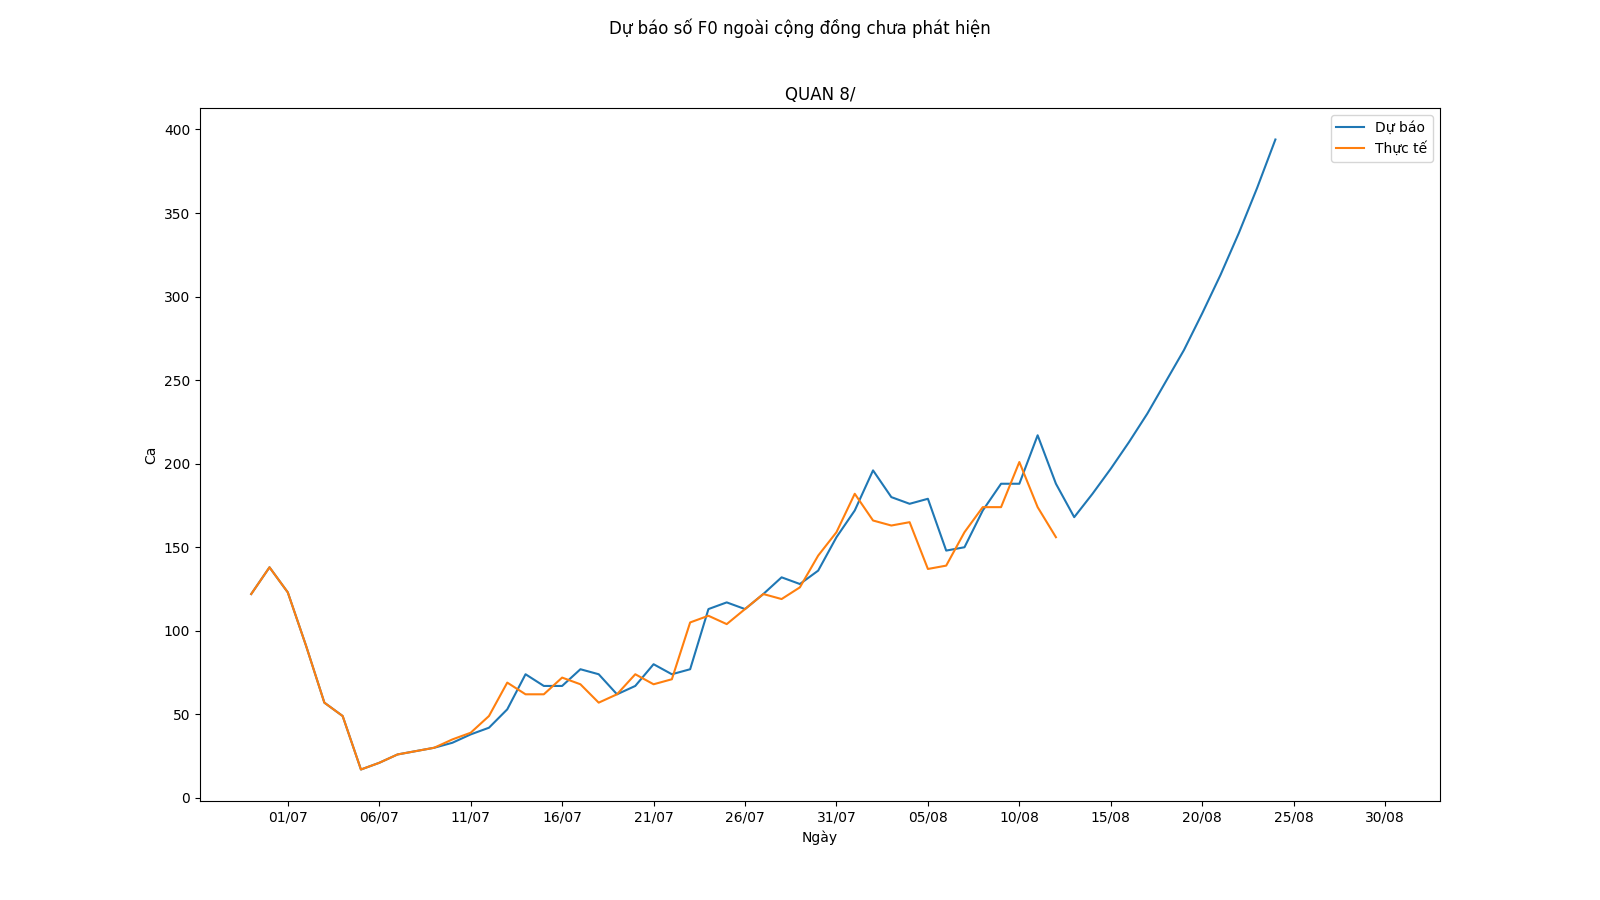 Dự báo số F0 ngoài cộng đồng chưa phát hiện
QUAN 8/
Dự báo
Thực tế
400
350
300
250
200
150
100
50
0
Ca
01/07 06/07 11/07 16/07 21/07 26/07 31/07 05/08 10/08 15/08 20/08 25/08 30/08
Ngày